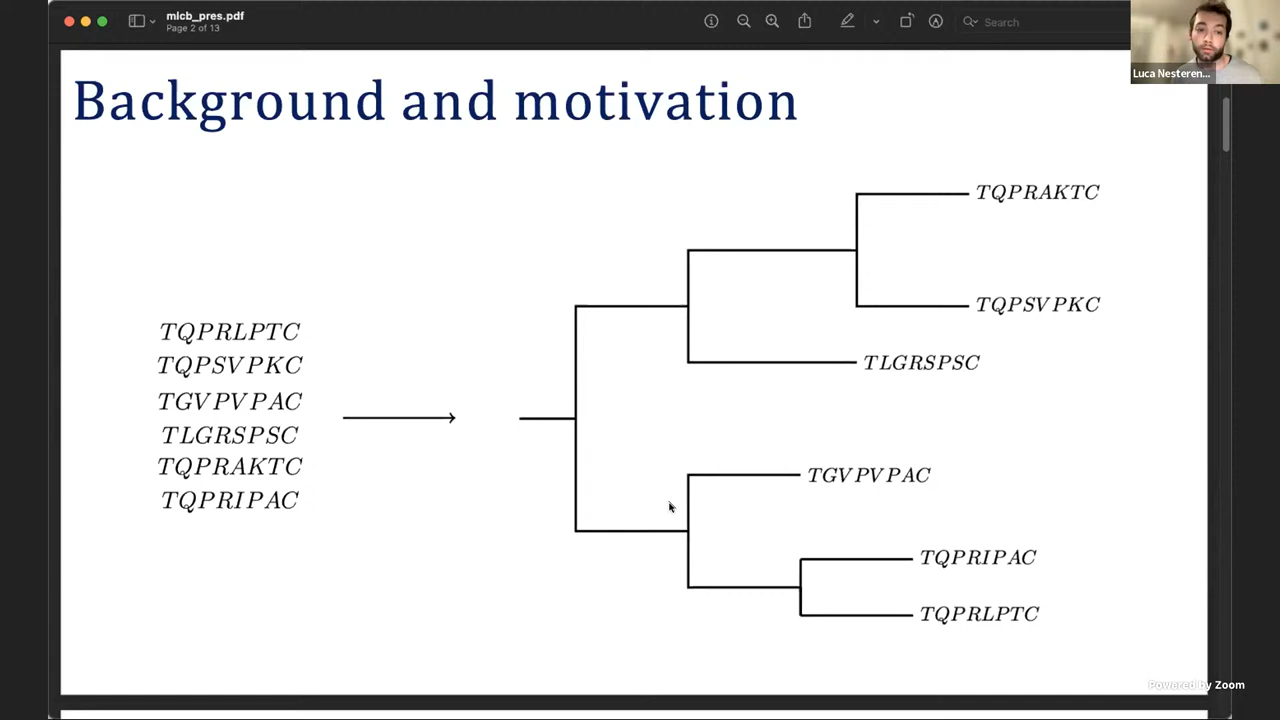 mlcb_pres.pdf
Page 2 of 13
Search
Luca Nesteren...
Background and motivation
TQPRLPTC
TQPSVPKC
TGVPVPAC
TLGRSPSC
TQPRAKTC
TQPRIPAC
TQPRAKTC
TQPSVPKC
TLGRSPSC
TGVPVPAC
TQPRIPAC
TQPRLPTC
Powered by Zoom